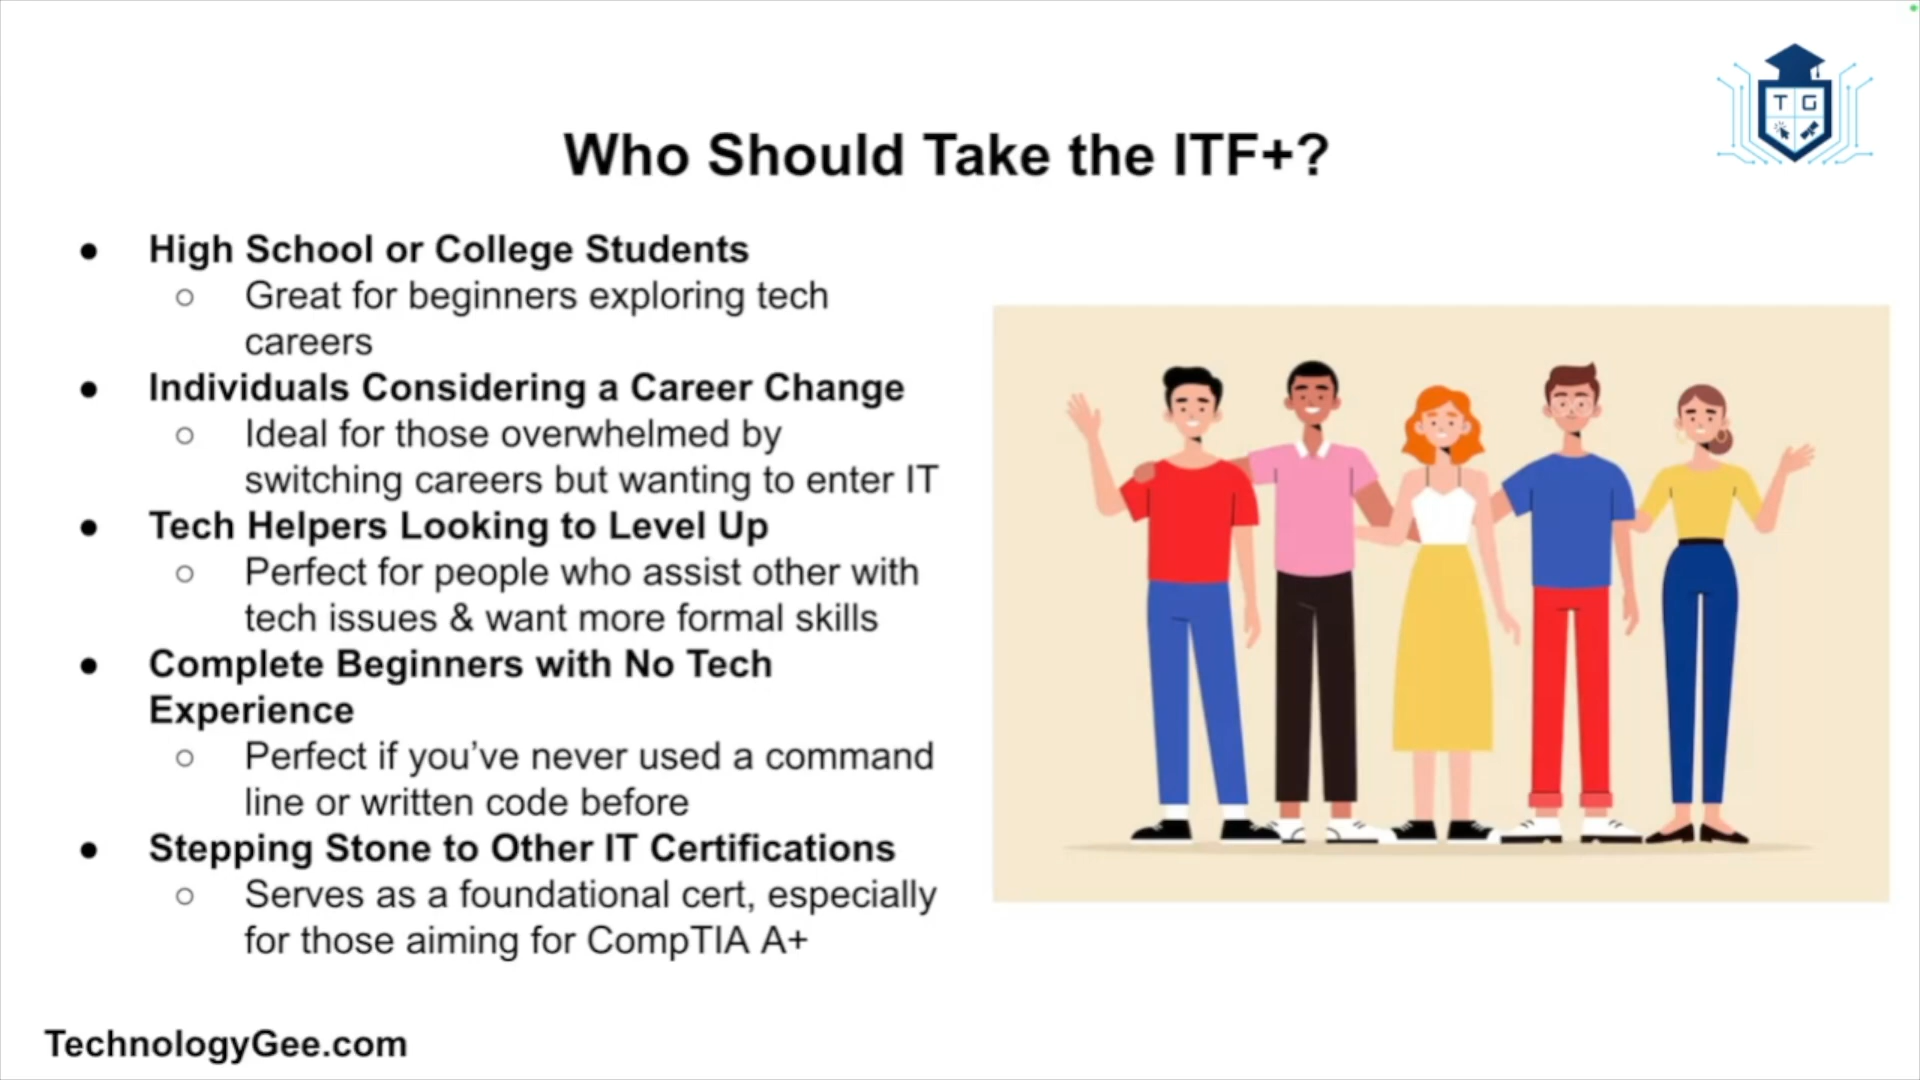 T G
Who Should Take the ITF+?
● High School or College Students
○ Great for beginners exploring tech
careers
● Individuals Considering a Career Change
○ Ideal for those overwhelmed by
switching careers but wanting to enter IT
● Tech Helpers Looking to Level Up
○ Perfect for people who assist other with
tech issues & want more formal skills
● Complete Beginners with No Tech
Experience
○ Perfect if you’ve never used a command
line or written code before
● Stepping Stone to Other IT Certifications
○ Serves as a foundational cert, especially
for those aiming for CompTIA A+
TechnologyGee.com